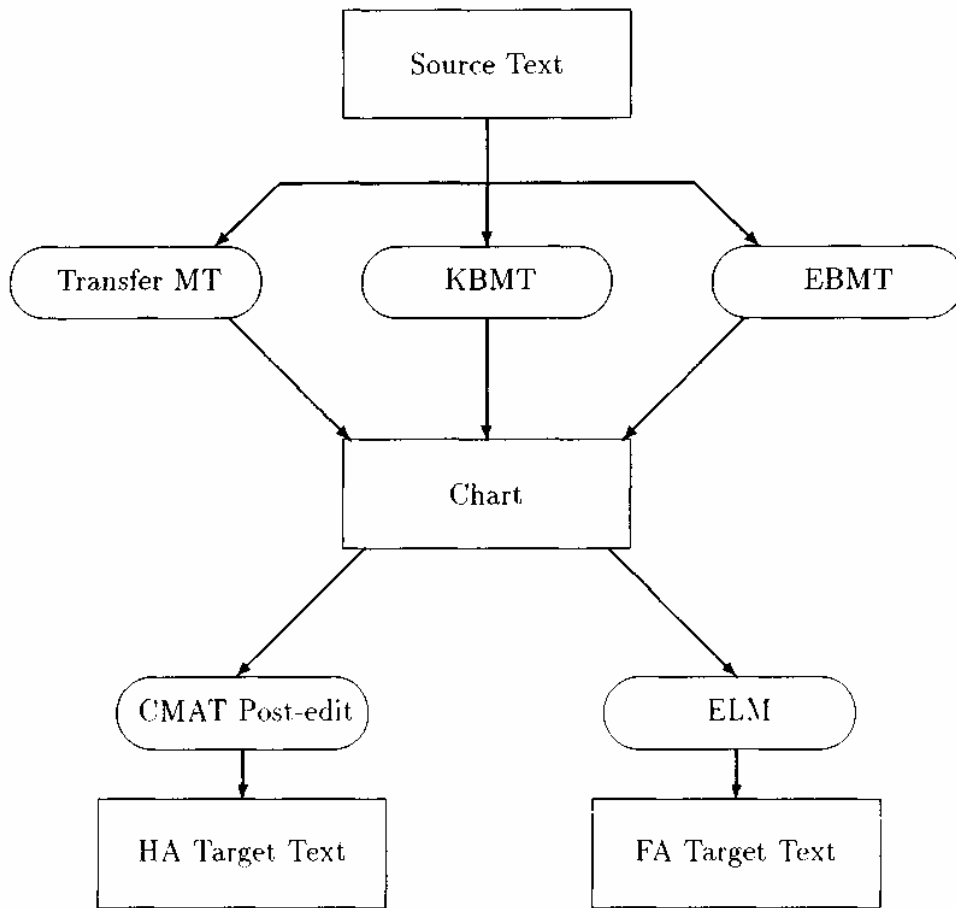 Source Text
Transfer MT
KBMT
EBMT
Chart
CMAT Post-edit
ELM
HA Target Text
FA Target Text